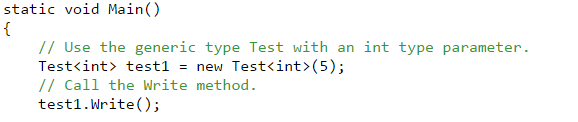 static void Main()
{
// Use the generic type Test with an int type parameter.
Test<int> test1 = new Test<int>(5);
// Call the Write method.
test1.Write();